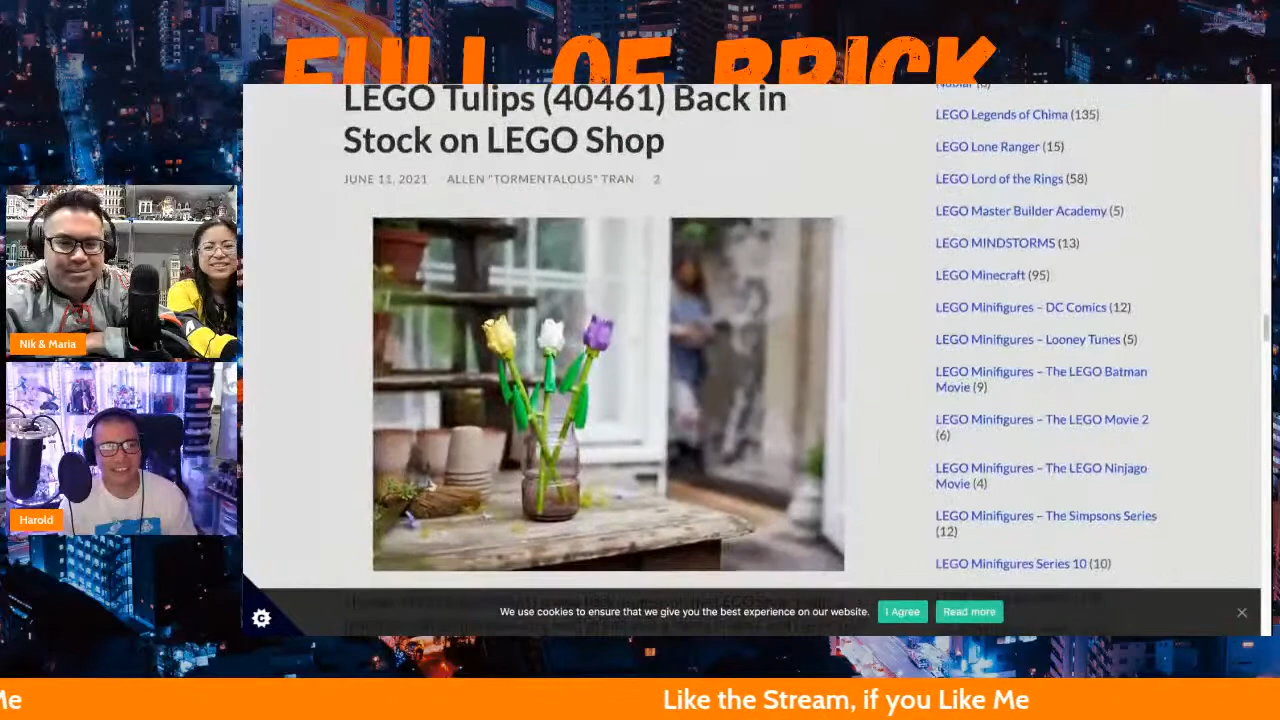 FULL OF BRICK
LEGO Tulips (40461) Back in
Stock on LEGO Shop
JUNE 11, 2021 ALLEN "TORMENTALOUS" TRAN 2
LEGO Legends of China (135)
LEGO Lone Ranger (15)
LEGO Lord of the Rings (58)
LEGO Master Builder Academy (5)
LEGO MINDSTORMS (13)
LEGO Minecraft (95)
LEGO Minifigures – DC Comics (12)
LEGO Minifigures – Looney Tunes (5)
LEGO Minifigures – The LEGO Batman
Movie (9)
LEGO Minifigures – The LEGO Movie 2
(6)
LEGO Minifigures – The LEGO Ninjago
Movie (4)
LEGO Minifigures – The Simpsons Series
(12)
LEGO Minifigures Series 10 (10)
Nik & Maria
Harold
We use cookies to ensure that we give you the best experience on our website. I Agree Read more
Me
Like the Stream, if you Like Me